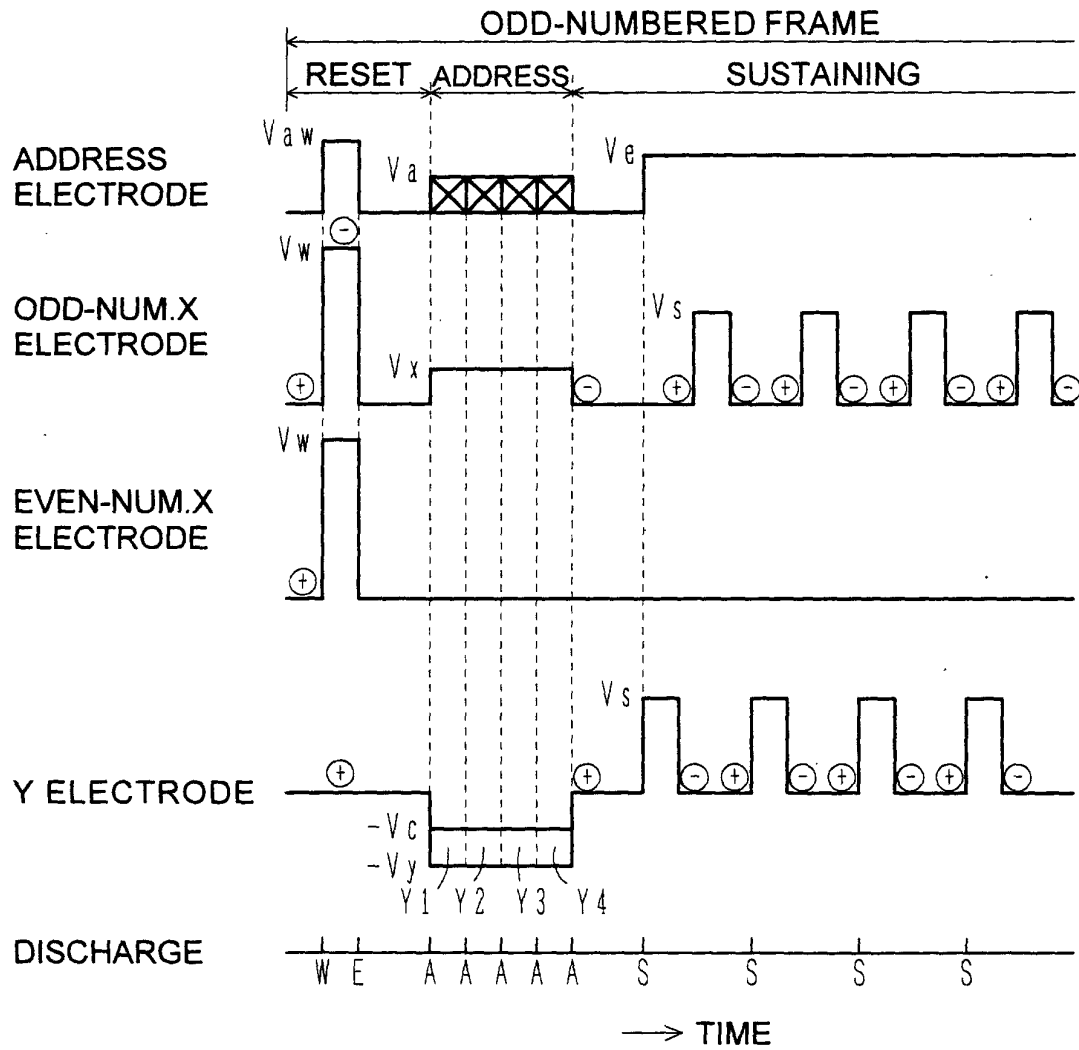 ODD-NUMBERED FRAME
RESET ADDRESS SUSTAINING
Vaw
ADDRESS
ELECTRODE
Va
Ve
−
Vw
ODD-NUM.X
ELECTRODE
Vs
Vx
+ − + − + − + − + −
Vw
EVEN-NUM.X
ELECTRODE
+
Vs
Y ELECTRODE
+ + − + − + − + −
-Vc
-Vy
Y1 Y2 Y3 Y4
DISCHARGE
W E A A A A A S S S S
→ TIME